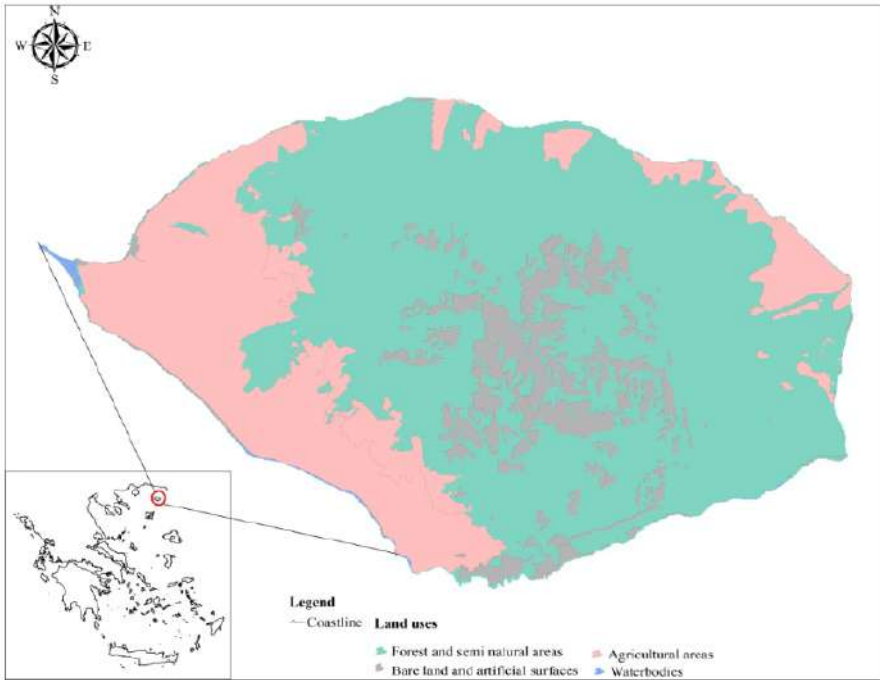 N
W E
S
Legend
Coastline Land uses
Forest and semi natural areas Agricultural areas
Bare land and artificial surfaces Waterbodies